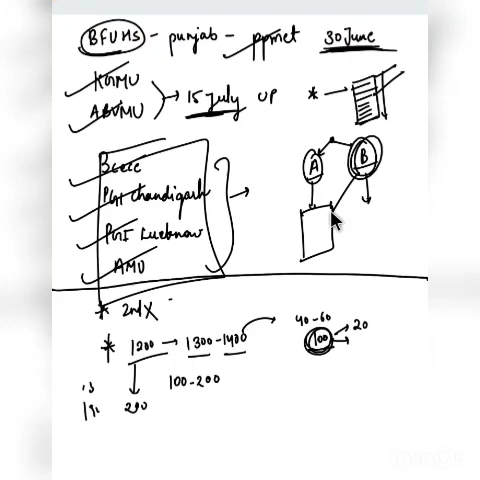 BFUHS - punjab - ppmet 30 June
KGMU
ABVMU → 15 July UP *
Bcece
PGI Chandigarh
PGI Lucknow
AMU
A B
* 2nd X
* 1200 → 1300-1400 40-60 100 20
100-200
200